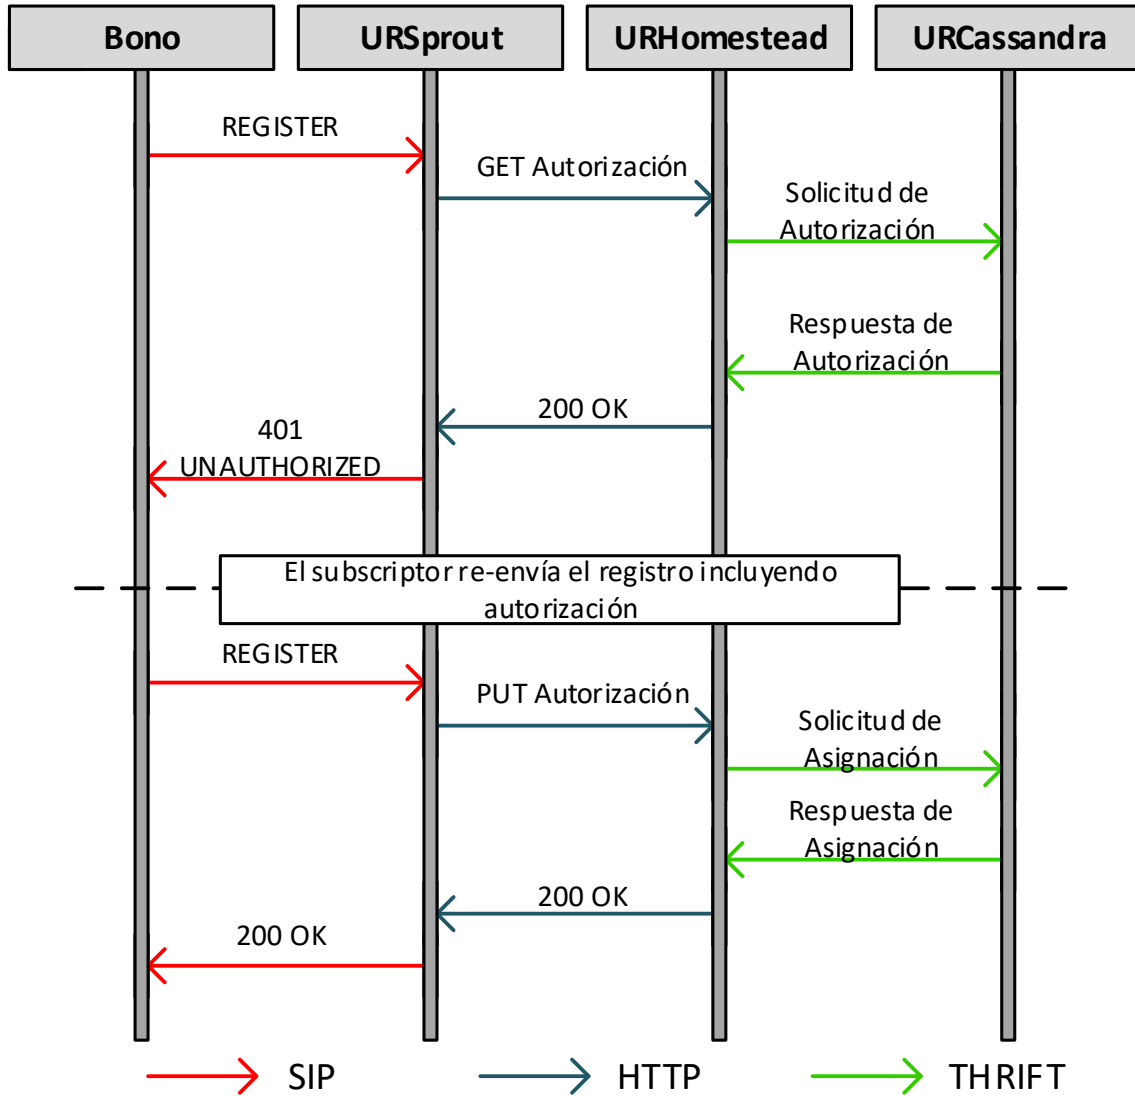 Bono
URSprout
URHomestead
URCassandra
REGISTER
GET Autorización
Solicitud de
Autorización
Respuesta de
Autorización
200 OK
401
UNAUTHORIZED
El subscriptor re-envía el registro incluyendo
autorización
REGISTER
PUT Autorización
Solicitud de
Asignación
Respuesta de
Asignación
200 OK
200 OK
SIP
HTTP
THRIFT